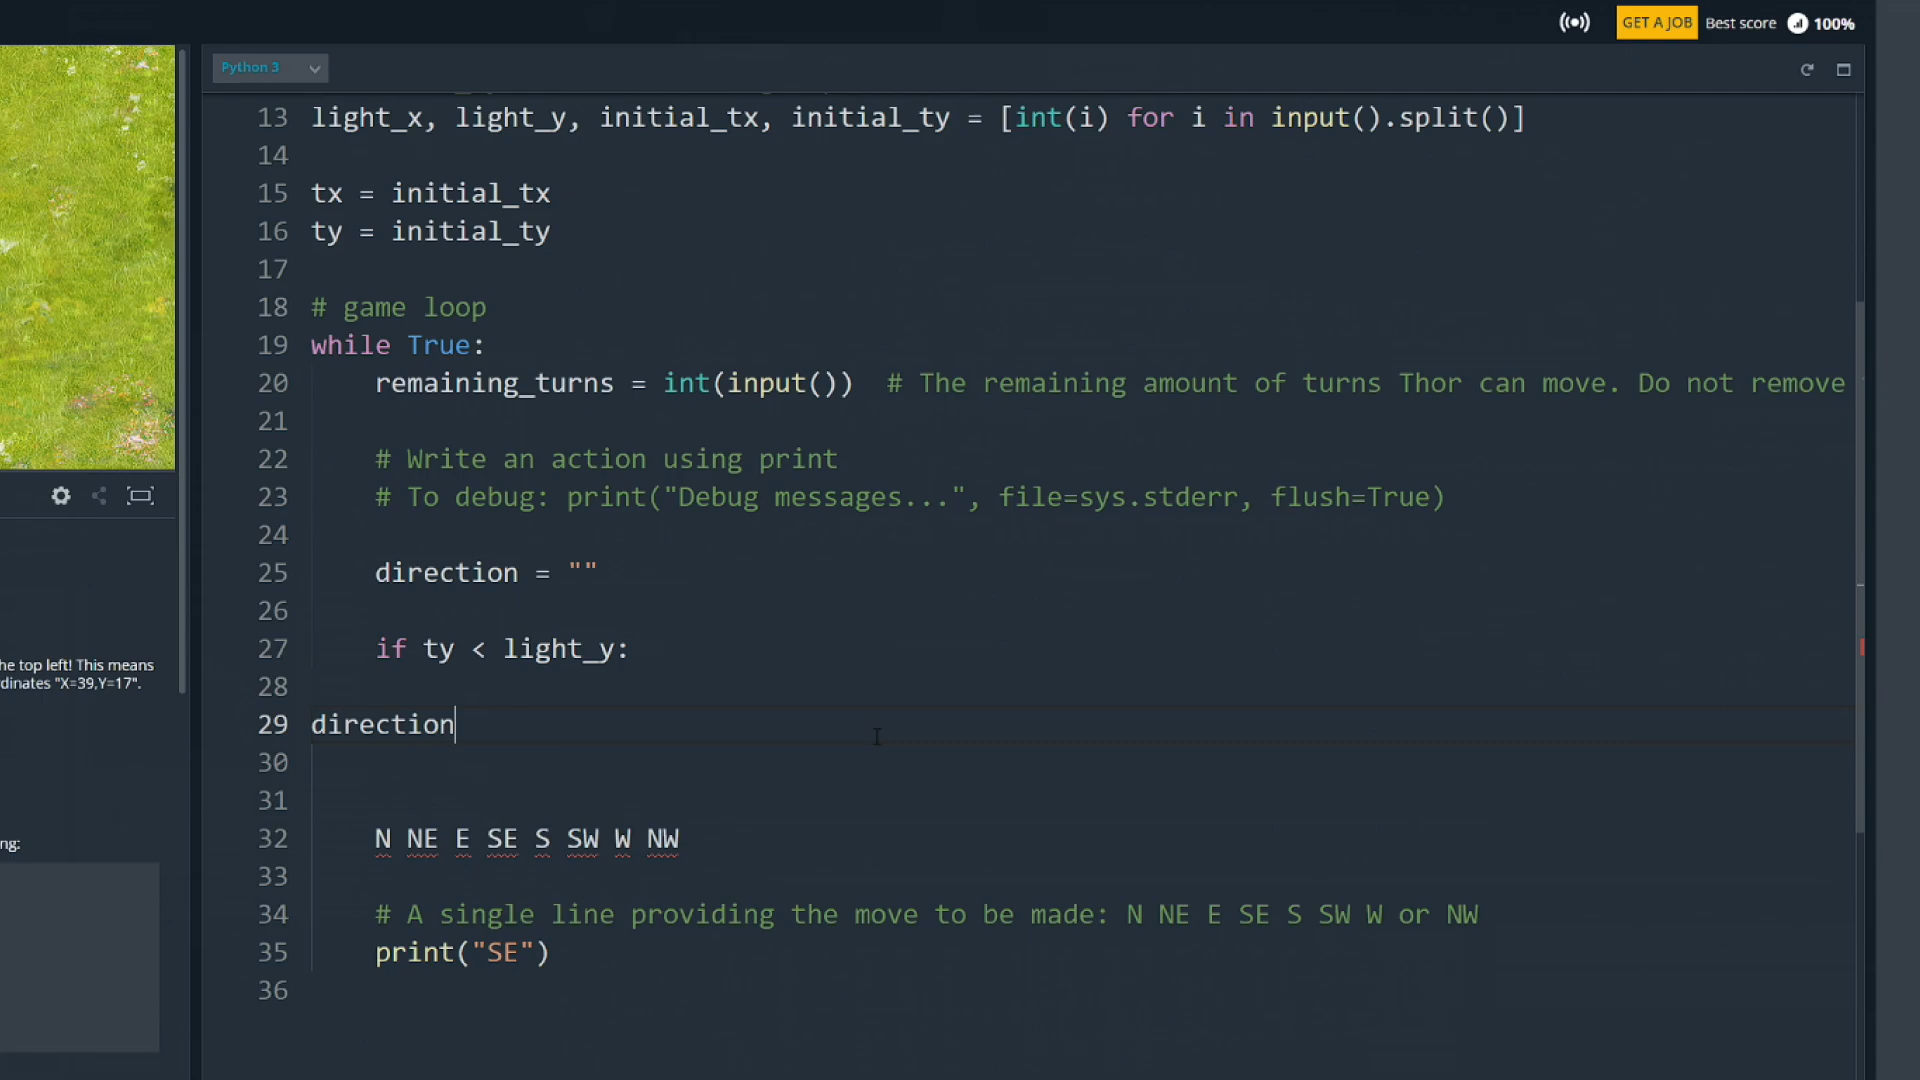 GET A JOB Best score 100%
Python 3
13 light_x, light_y, initial_tx, initial_ty = [int(i) for i in input().split()]
14
15 tx = initial_tx
16 ty = initial_ty
17
18 # game loop
19 while True:
20     remaining_turns = int(input())  # The remaining amount of turns Thor can move. Do not remove
21
22     # Write an action using print
23     # To debug: print("Debug messages...", file=sys.stderr, flush=True)
24
25     direction = ""
26
27     if ty < light_y:
28
29 direction
30
31
32     N NE E SE S SW W NW
33
34     # A single line providing the move to be made: N NE E SE S SW W or NW
35     print("SE")
36
he top left! This means
dinates "X=39,Y=17".
ng: